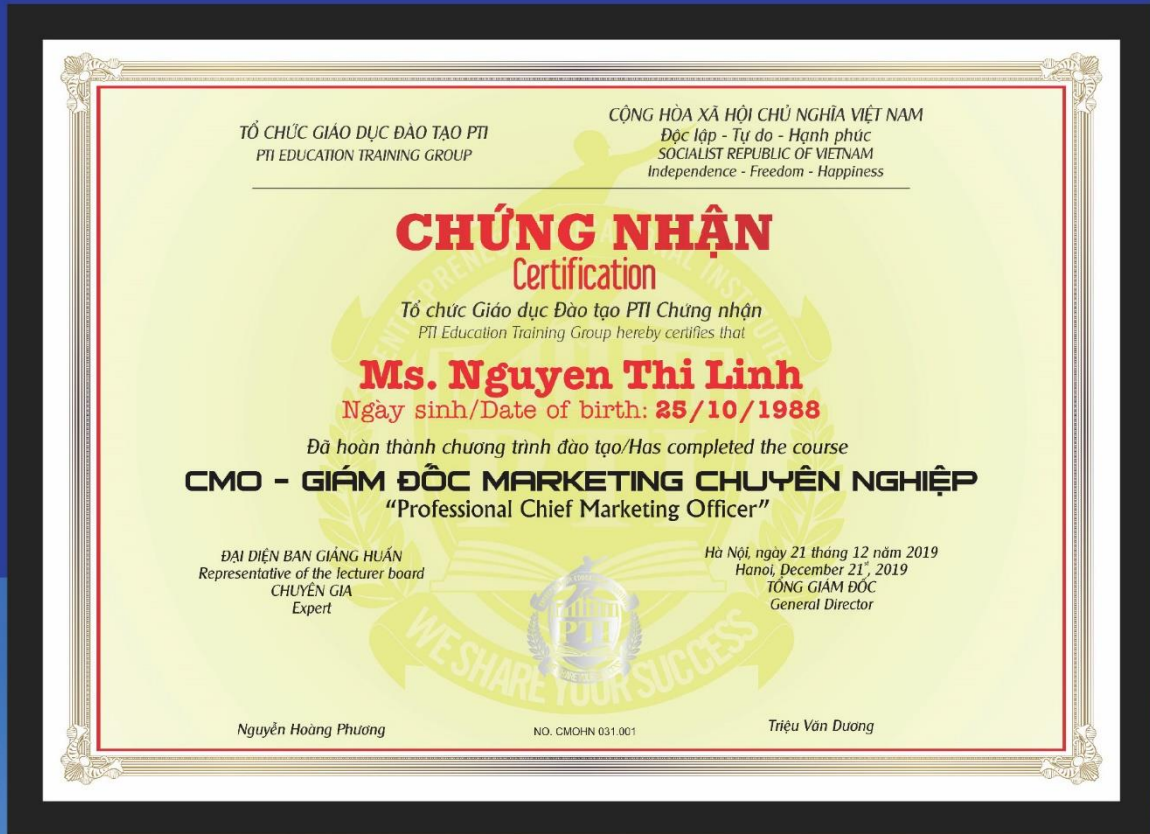 TỔ CHỨC GIÁO DỤC ĐÀO TẠO PTI
PTI EDUCATION TRAINING GROUP
CỘNG HÒA XÃ HỘI CHỦ NGHĨA VIỆT NAM
Độc lập - Tự do - Hạnh phúc
SOCIALIST REPUBLIC OF VIETNAM
Independence - Freedom - Happiness
CHỨNG NHẬN
Certification
Tổ chức Giáo dục Đào tạo PTI Chứng nhận
PTI Education Training Group hereby certifies that
Ms. Nguyen Thi Linh
Ngày sinh/Date of birth: 25/10/1988
Đã hoàn thành chương trình đào tạo/Has completed the course
CMO - GIÁM ĐỐC MARKETING CHUYÊN NGHIỆP
“Professional Chief Marketing Officer”
ĐẠI DIỆN BAN GIẢNG HUẤN
Representative of the lecturer board
CHUYÊN GIA
Expert
Hà Nội, ngày 21 tháng 12 năm 2019
Hanoi, December 21st, 2019
TỔNG GIÁM ĐỐC
General Director
PTI
WE SHARE YOUR SUCCESS
Nguyễn Hoàng Phương
NO. CMOHN 031.001
Triệu Văn Dương